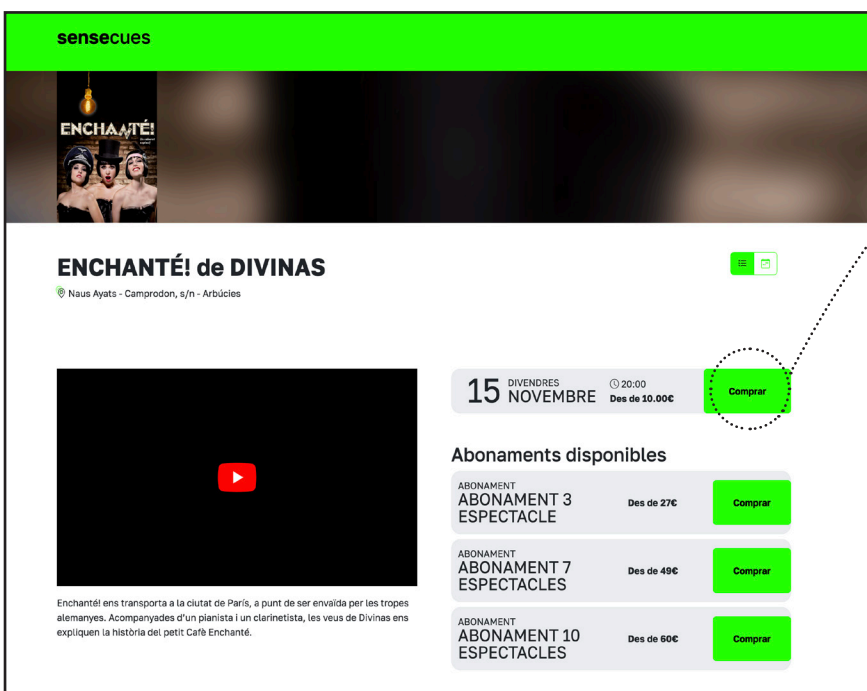 sensecues
ENCHANTÉ!
ENCHANTÉ! de DIVINAS
Naus Ayats - Camprodon, s/n - Arbúcies
15
DIVENDRES
NOVEMBRE
20:00
Des de 10.00€
Comprar
Abonaments disponibles
ABONAMENT
ABONAMENT 3
ESPECTACLE
Des de 27€
Comprar
ABONAMENT
ABONAMENT 7
ESPECTACLES
Des de 49€
Comprar
ABONAMENT
ABONAMENT 10
ESPECTACLES
Des de 60€
Comprar
Enchanté! ens transporta a la ciutat de París, a punt de ser envaïda per les tropes
alemanyes. Acompanyades d'un pianista i un clarinetista, les veus de Divinas ens
expliquen la història del petit Cafè Enchanté.